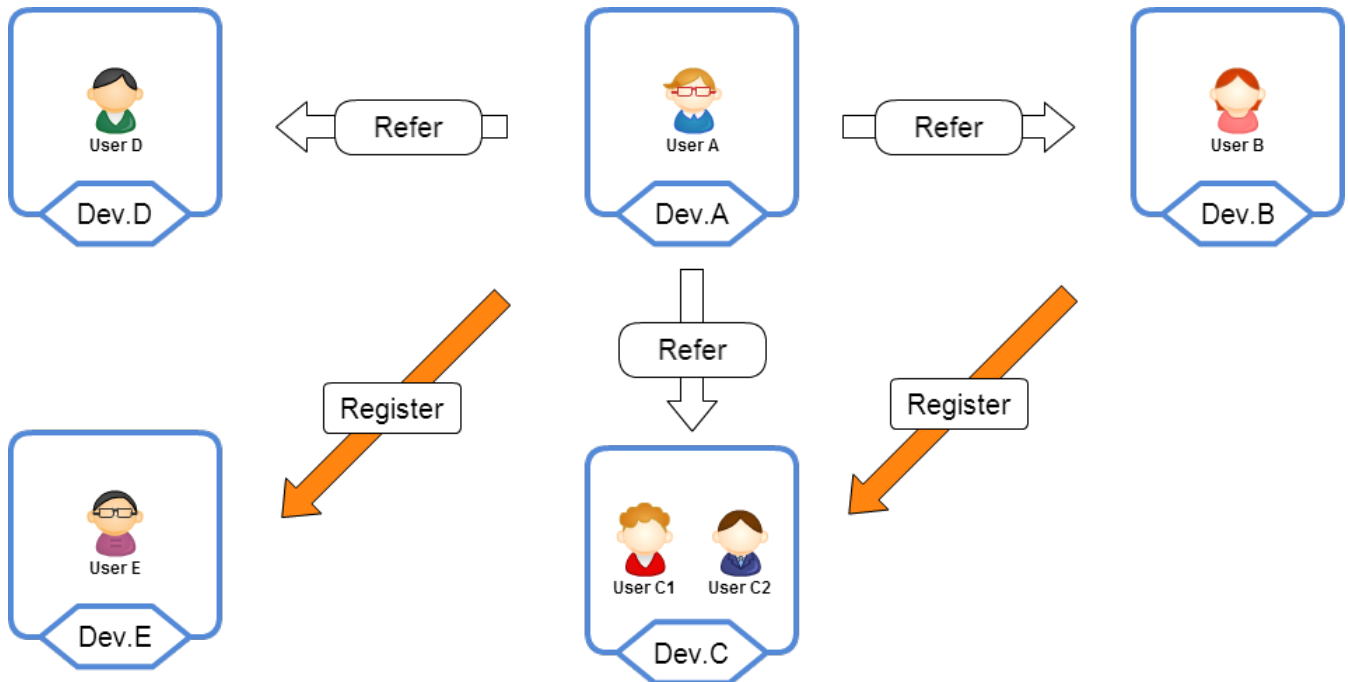 User D
Dev.D
Refer
User A
Dev.A
Refer
User B
Dev.B
Refer
Register
Register
User E
Dev.E
User C1
User C2
Dev.C